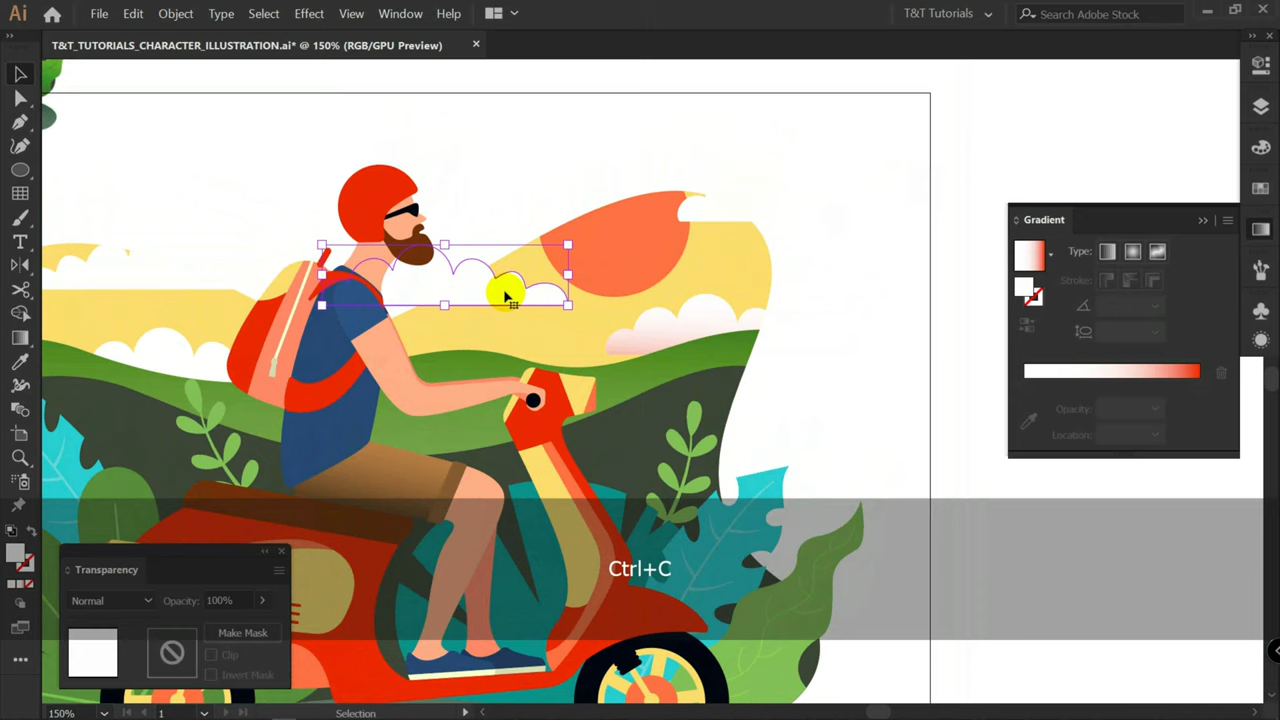 Ai File Edit Object Type Select Effect View Window Help T&T Tutorials Search Adobe Stock
T&T_TUTORIALS_CHARACTER_ILLUSTRATION.ai* @ 150% (RGB/GPU Preview)
Gradient
Type:
Stroke:
Opacity:
Location:
Ctrl+C
Transparency
Normal Opacity: 100%
Make Mask
Clip
Invert Mask
150% 1 Selection